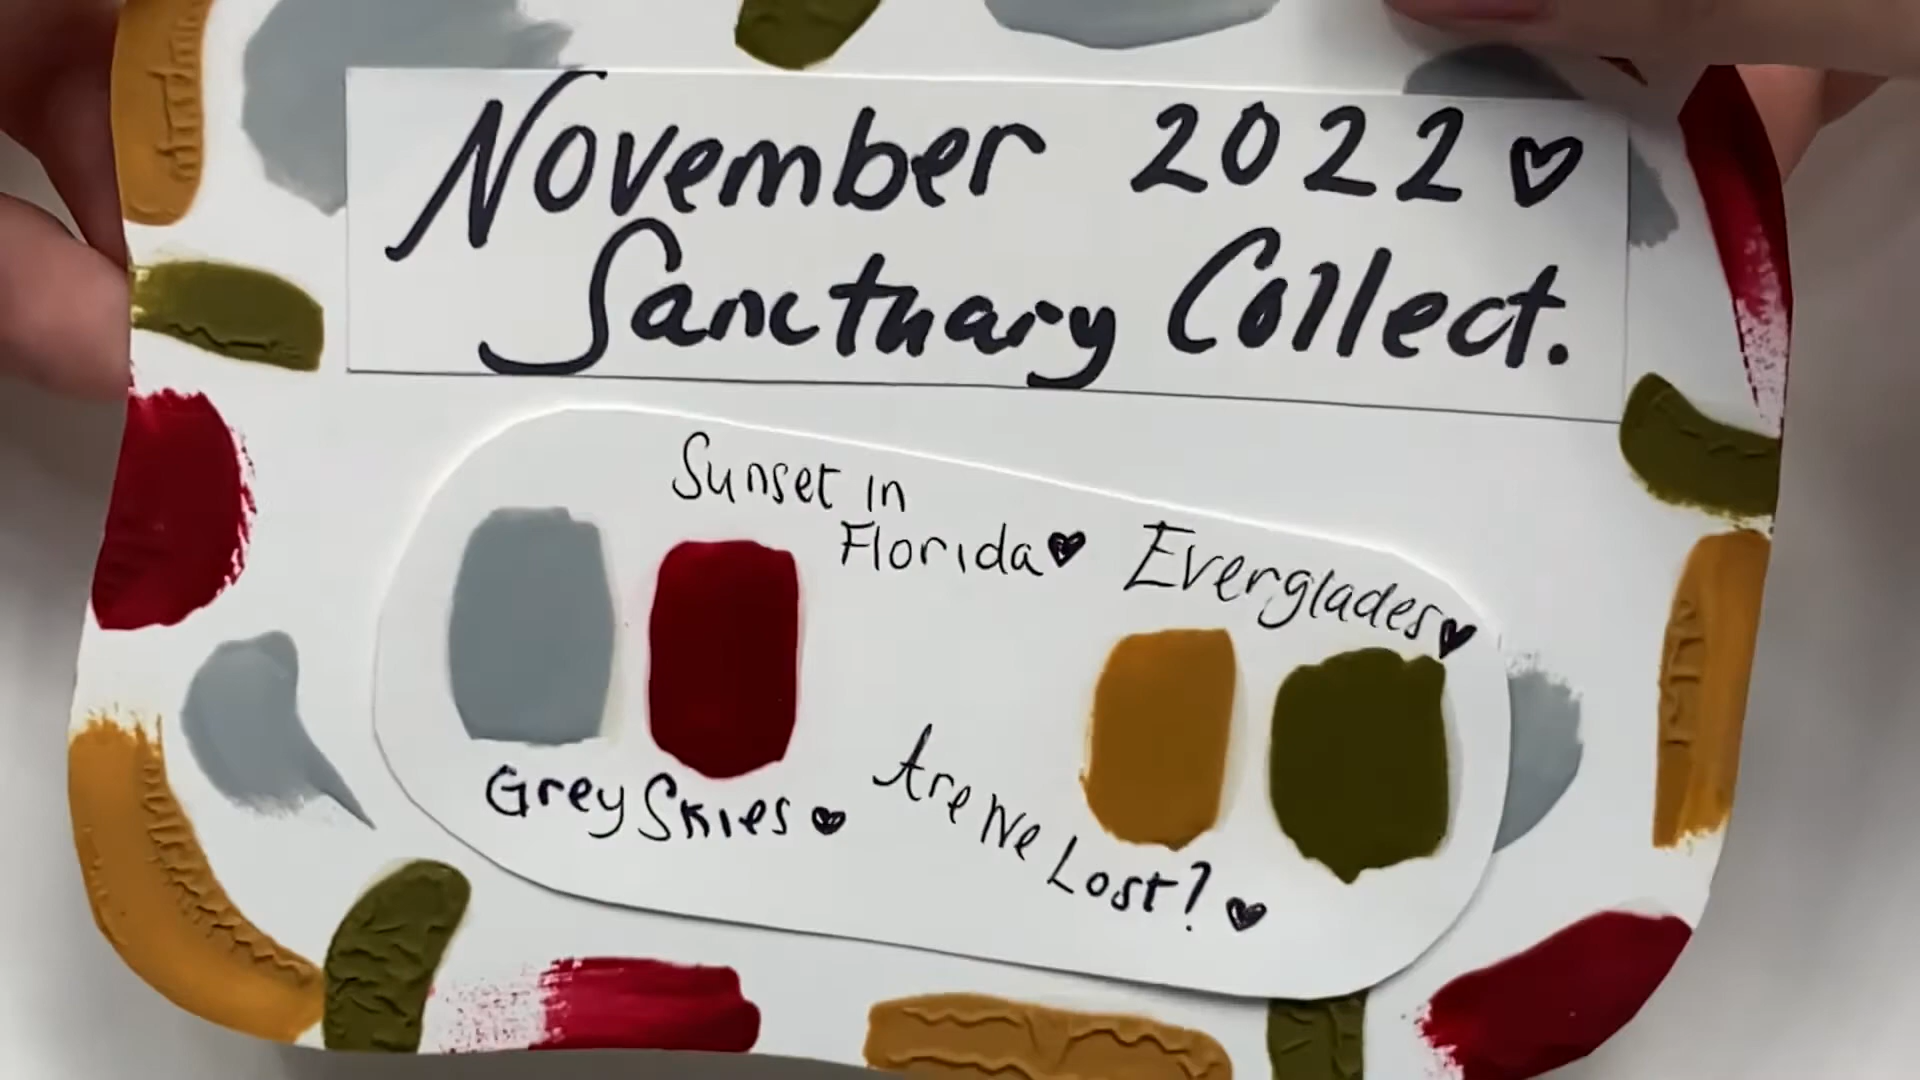 November 2022♡
Sanctuary Collect.
Sunset in
Florida♥
Everglades♥
Grey Skies♥
Are We Lost?♥